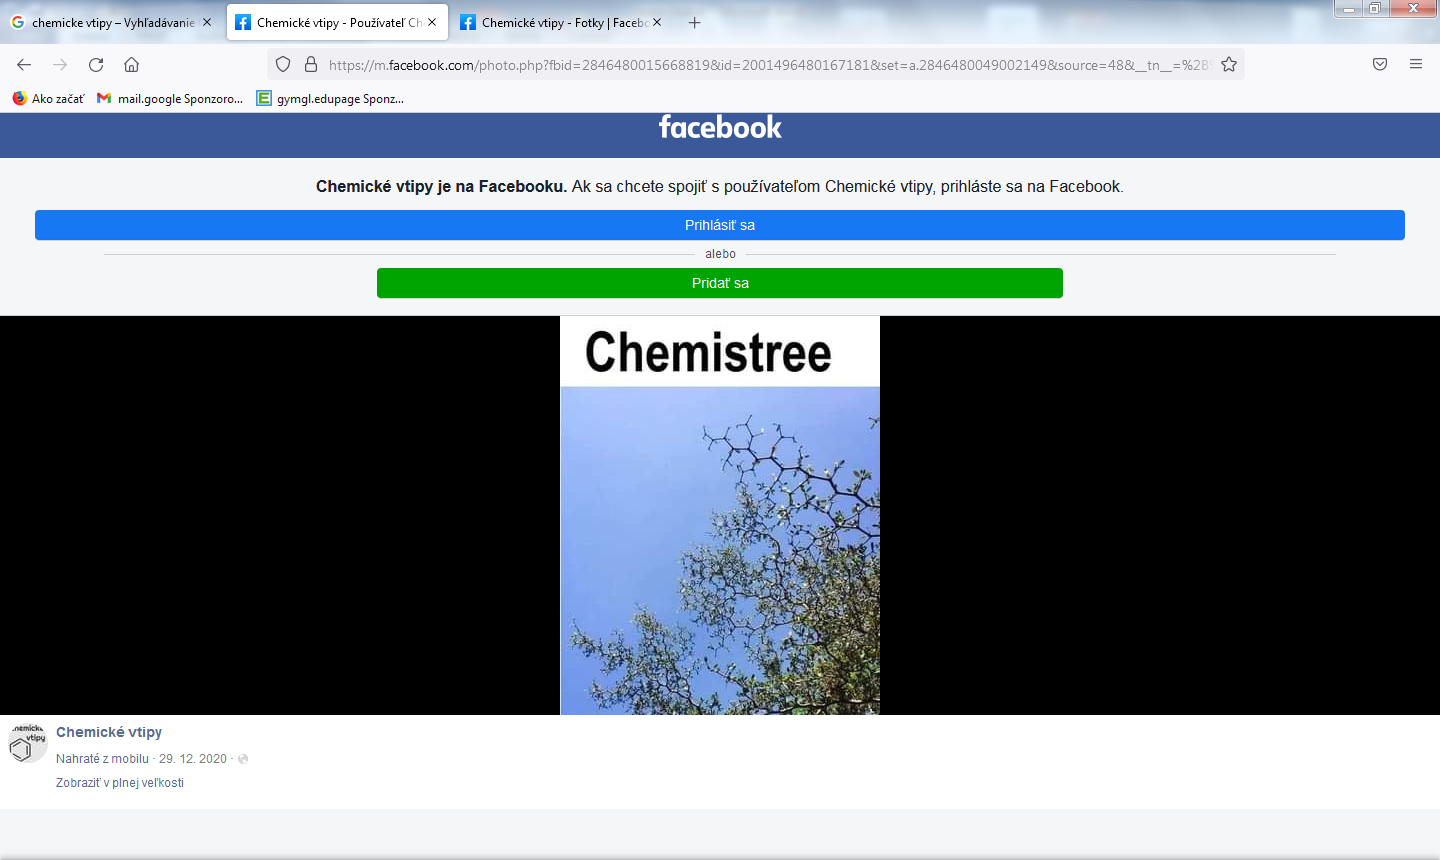 chemicke vtipy – Vyhľadávanie
Chemické vtipy - Používateľ Ch
Chemické vtipy - Fotky | Facebo
https://m.facebook.com/photo.php?fbid=2846480015668819&id=2001496480167181&set=a.2846480049002149&source=48&__tn__=%2B
Ako začať
mail.google Sponzoro...
gymgl.edupage Sponz...
facebook
Chemické vtipy je na Facebooku. Ak sa chcete spojiť s používateľom Chemické vtipy, prihláste sa na Facebook.
Prihlásiť sa
alebo
Pridať sa
Chemistree
vtipy
Chemické vtipy
Nahraté z mobilu · 29. 12. 2020 ·
Zobraziť v plnej veľkosti